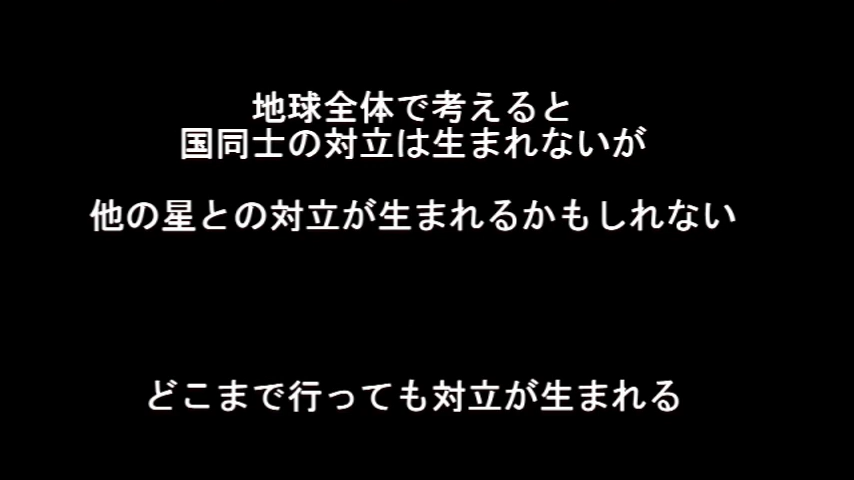 地球全体で考えると
国同士の対立は生まれないが
他の星との対立が生まれるかもしれない
どこまで行っても対立が生まれる